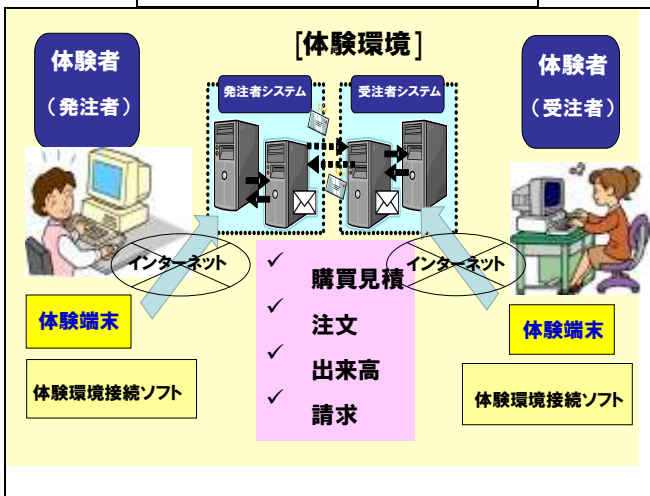 [体験環境]
体験者
（発注者）
発注者システム
受注者システム
体験者
（受注者）
インターネット
インターネット
✓ 購買見積
✓ 注文
✓ 出来高
✓ 請求
体験端末
体験環境接続ソフト
体験端末
体験環境接続ソフト